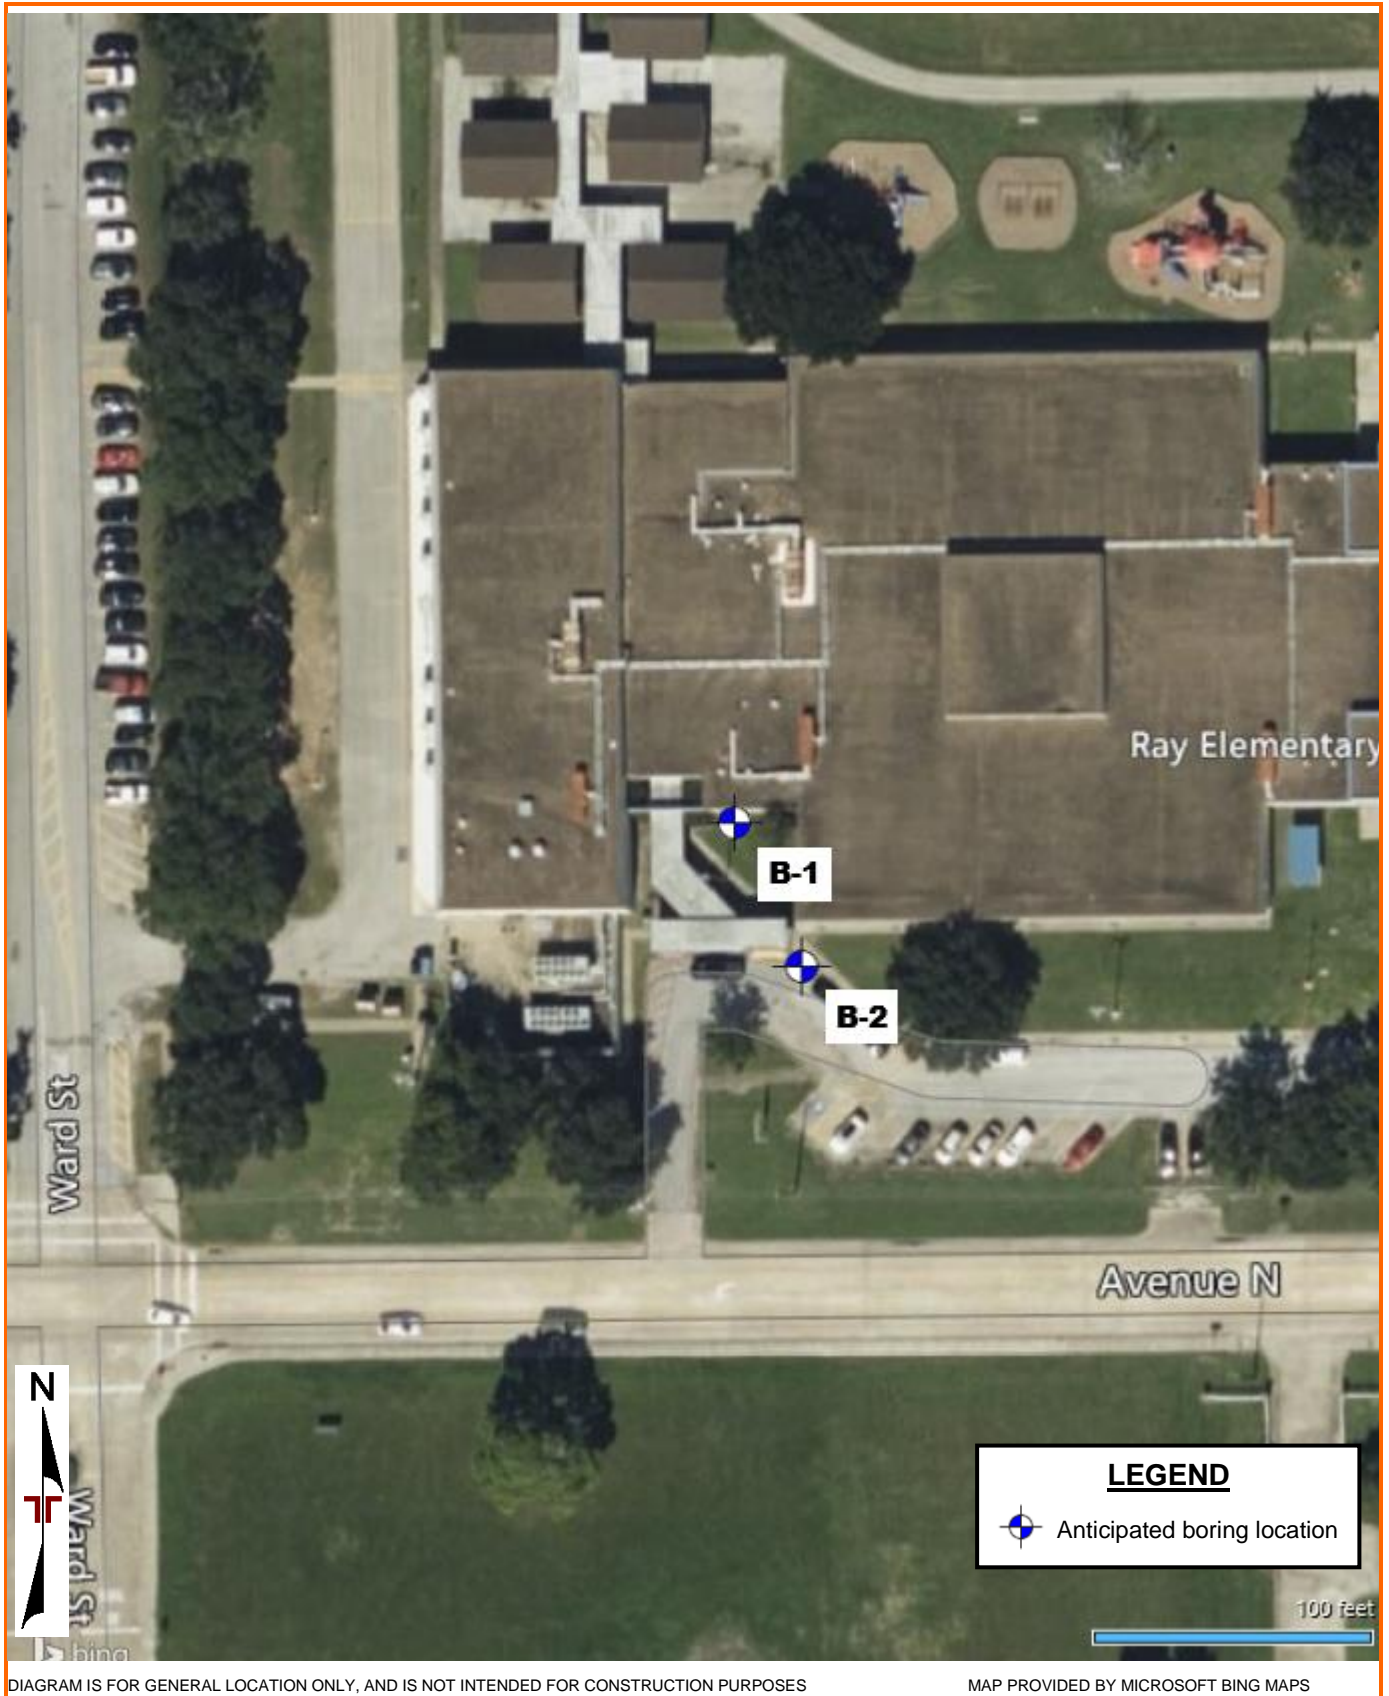 Ray Elementary
B-1
B-2
Ward St
Avenue N
N
LEGEND
Anticipated boring location
Ward St
100 feet
bing
DIAGRAM IS FOR GENERAL LOCATION ONLY, AND IS NOT INTENDED FOR CONSTRUCTION PURPOSES
MAP PROVIDED BY MICROSOFT BING MAPS